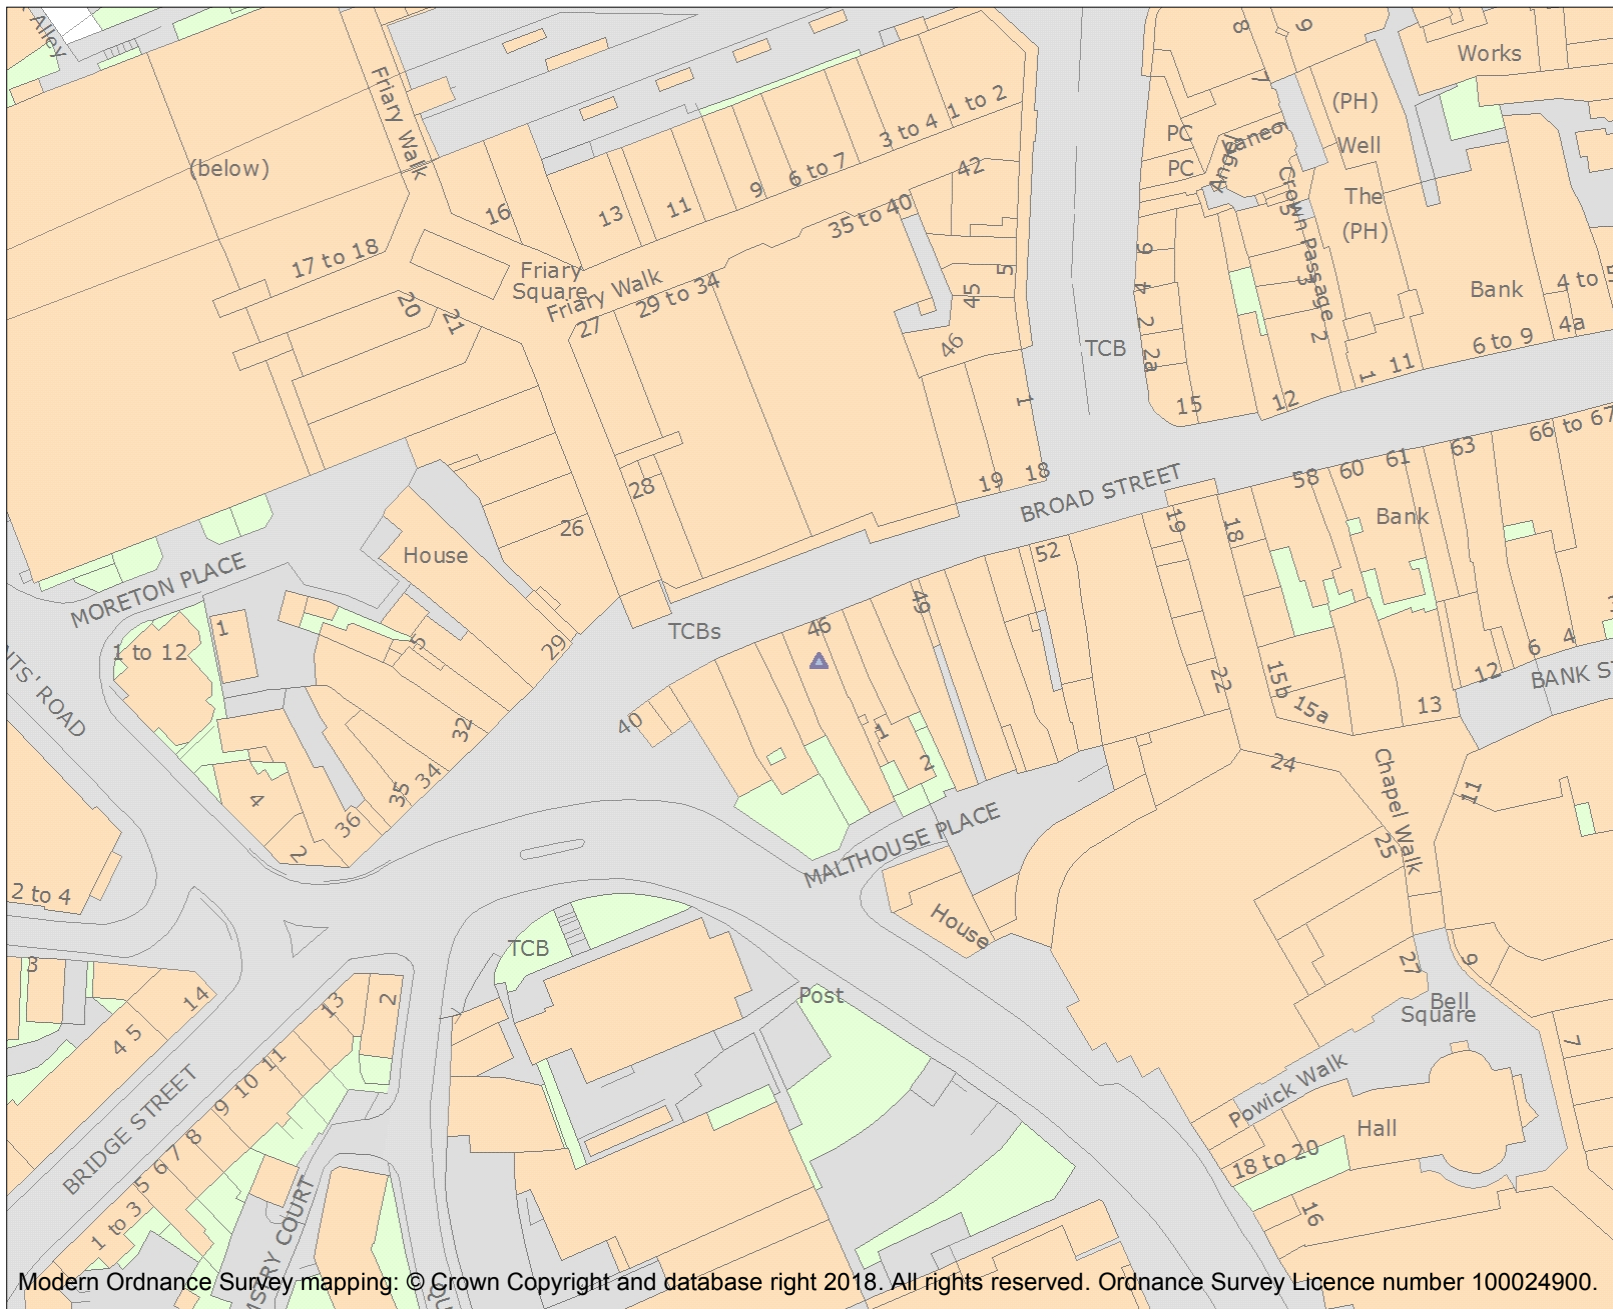 Alley
Friary Walk
(below)
17 to 18
16
13
11
9
6 to 7
3 to 4
1 to 2
42
35 to 40
Friary
Square
Friary Walk
29 to 34
27
20
21
5
45
46
1
28
26
19
18
8
9
7
Works
(PH)
PC
Well
PC
Angel
Lane
6
The
(PH)
5
Crown Passage
3
2
6
4
2
2a
TCB
15
12
1
11
Bank
4 to
6 to 9
4a
BROAD STREET
66 to 67
63
61
60
58
Bank
19
18
52
49
46
TCBs
House
MORETON PLACE
1 to 12
1
5
29
32
34
35
36
4
2
40
1
2
22
15b
15a
13
12
6
4
BANK ST
MALTHOUSE PLACE
24
Chapel Walk
25
11
2 to 4
House
27
9
Bell
Square
7
TCB
Post
3
14
4 5
13
2
11
10
9
8
7
6
5
1 to 3
BRIDGE STREET
Powick Walk
Hall
18 to 20
16
Modern Ordnance Survey mapping: © Crown Copyright and database right 2018. All rights reserved. Ordnance Survey Licence number 100024900.